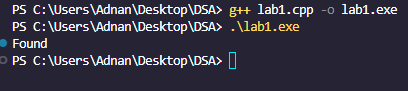 PS C:\Users\Adnan\Desktop\DSA> g++ lab1.cpp -o lab1.exe
PS C:\Users\Adnan\Desktop\DSA> .\lab1.exe
Found
PS C:\Users\Adnan\Desktop\DSA>